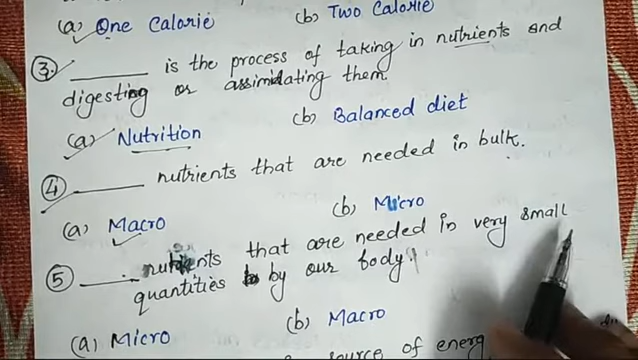 (a) One Calorie (b) Two Calorie
③. ______ is the process of taking in nutrients and
digesting or assimilating them.
(a) Nutrition (b) Balanced diet
④ ______ nutrients that are needed in bulk.
(a) Macro (b) Micro
⑤ ______ nutrients that are needed in very small
quantities by our body.
(a) Micro (b) Macro
source of energ